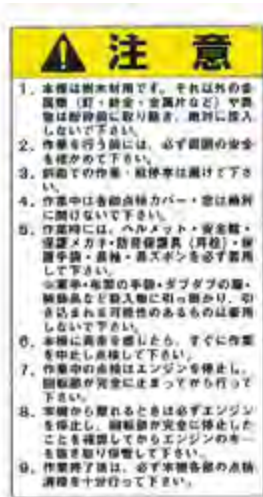 注 意
1. 本機は樹木専用です。それ以外の金
属類（釘・針金・金属片など）や異
物は粉砕前に取り除き、絶対に投入
しないで下さい。
2. 作業を行う前には、必ず周囲の安全
を確かめて下さい。
3. 斜面での作業・駐停車は避けて下さ
い。
4. 作業中は各部点検カバー・窓は絶対
に開けないで下さい。
5. 作業時には、ヘルメット・安全靴・
保護メガネ・防音保護具（耳栓）・保
護手袋・長袖・長ズボンを必ず着用
して下さい。
※軍手・布製の手袋・ダブダブの服・
装飾品など投入物に引っ掛かり、引
き込まれる可能性のあるものは着用
しないで下さい。
6. 本機に異常を感じたら、すぐに作業
を中止し点検して下さい。
7. 作業中の点検はエンジンを停止し、
回転部が完全に止まってから行って
下さい。
8. 本機から離れるときは必ずエンジン
を停止し、回転部が完全に停止した
ことを確認してからエンジンのキー
を抜き取り保管して下さい。
9. 作業終了後は、必ず本機各部の点検
清掃を十分行って下さい。